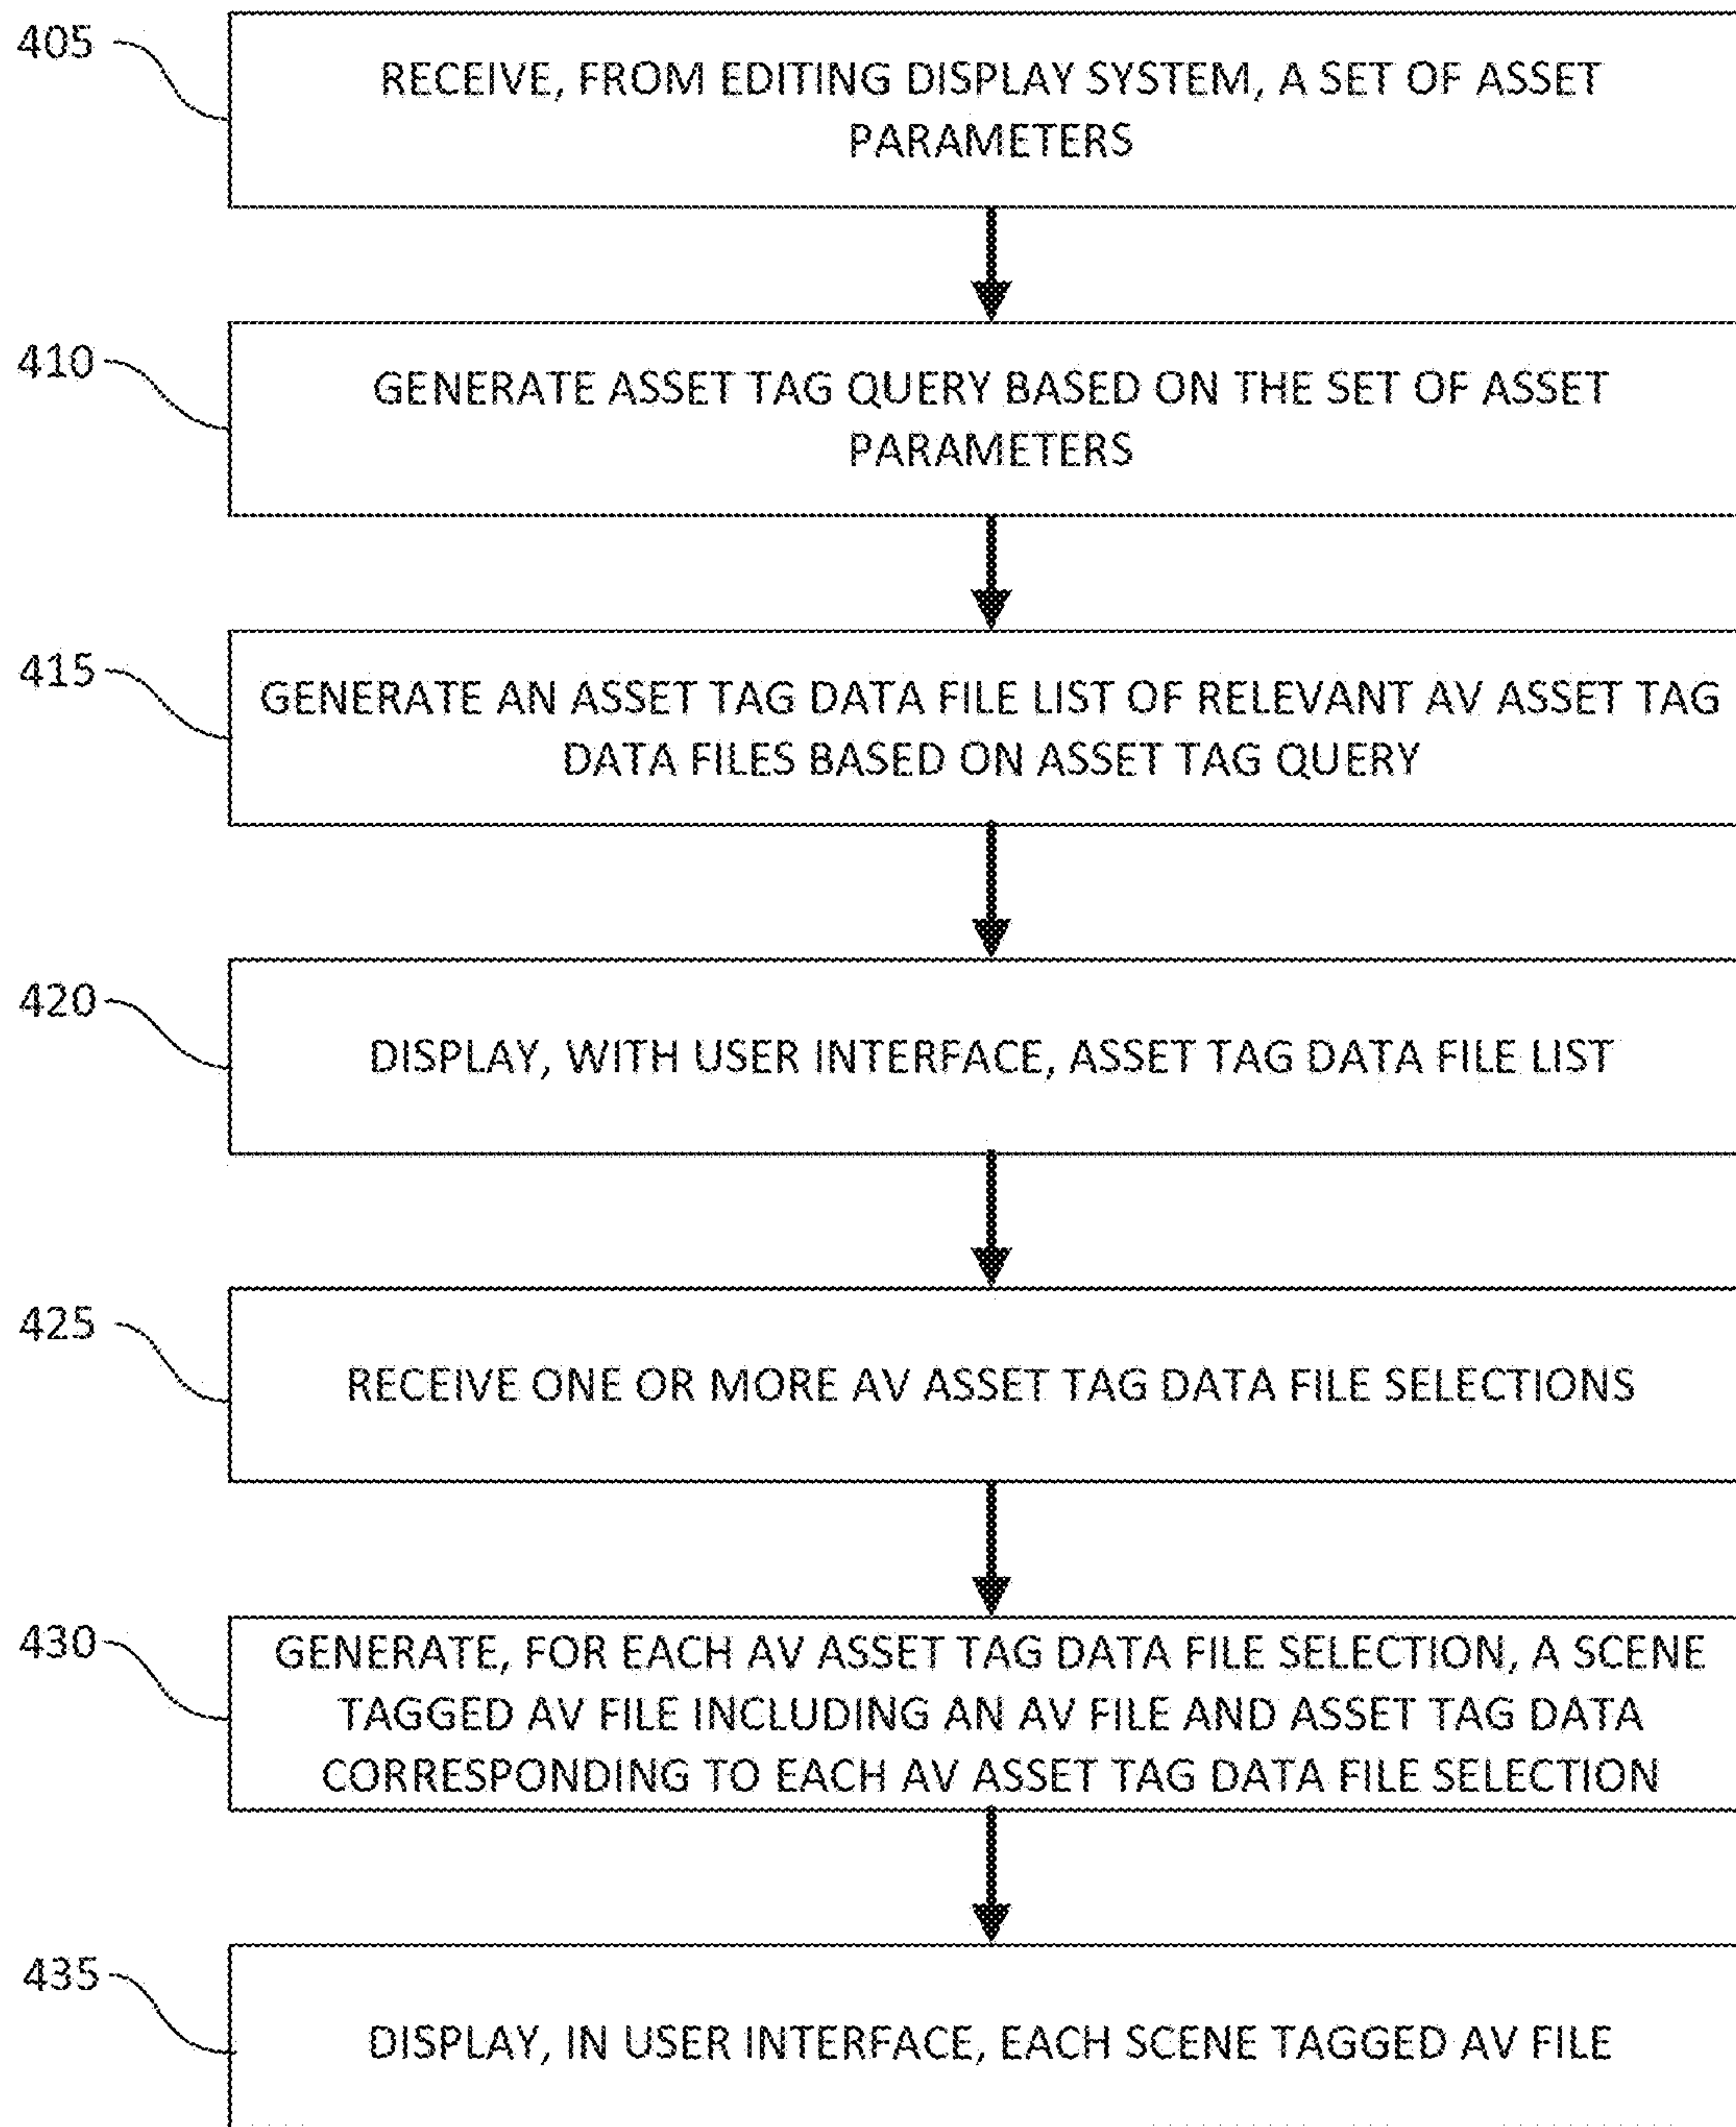 405
RECEIVE, FROM EDITING DISPLAY SYSTEM, A SET OF ASSET
PARAMETERS
410
GENERATE ASSET TAG QUERY BASED ON THE SET OF ASSET
PARAMETERS
415
GENERATE AN ASSET TAG DATA FILE LIST OF RELEVANT AV ASSET TAG
DATA FILES BASED ON ASSET TAG QUERY
420
DISPLAY, WITH USER INTERFACE, ASSET TAG DATA FILE LIST
425
RECEIVE ONE OR MORE AV ASSET TAG DATA FILE SELECTIONS
430
GENERATE, FOR EACH AV ASSET TAG DATA FILE SELECTION, A SCENE
TAGGED AV FILE INCLUDING AN AV FILE AND ASSET TAG DATA
CORRESPONDING TO EACH AV ASSET TAG DATA FILE SELECTION
435
DISPLAY, IN USER INTERFACE, EACH SCENE TAGGED AV FILE